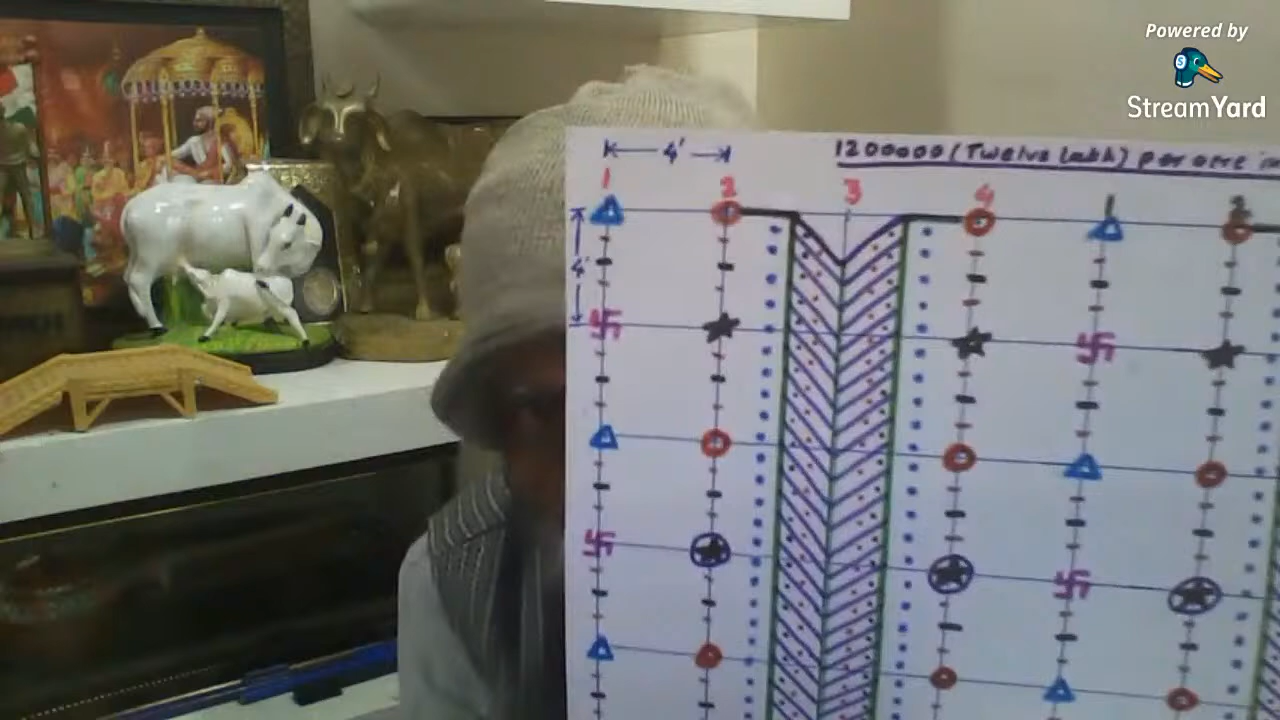 Powered by
StreamYard
1200000 (Twelve Lakh) per acre
4'
1 2 3 4 1 2
4'